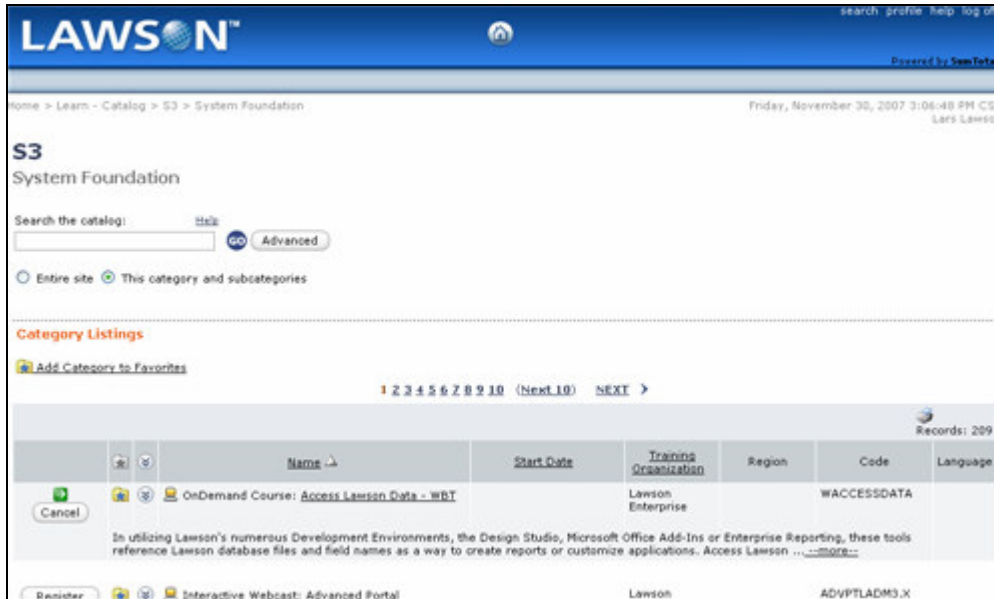 search profile help log of
LAWSON™
Powered by SumTota
Home > Learn - Catalog > S3 > System Foundation
Friday, November 30, 2007 3:06:48 PM CS
Lars Lawso
S3
System Foundation
Search the catalog: Help
GO Advanced
Entire site This category and subcategories
Category Listings
Add Category to Favorites
1 2 3 4 5 6 7 8 9 10 (Next 10) NEXT >
Records: 209
Name Start Date Training Organization Region Code Language
Cancel OnDemand Course: Access Lawson Data - WBT Lawson Enterprise WACCESSDATA
In utilizing Lawson's numerous Development Environments, the Design Studio, Microsoft Office Add-Ins or Enterprise Reporting, these tools
reference Lawson database files and field names as a way to create reports or customize applications. Access Lawson ...--more--
Register Interactive Webcast: Advanced Portal Lawson ADVPTLADM3.X